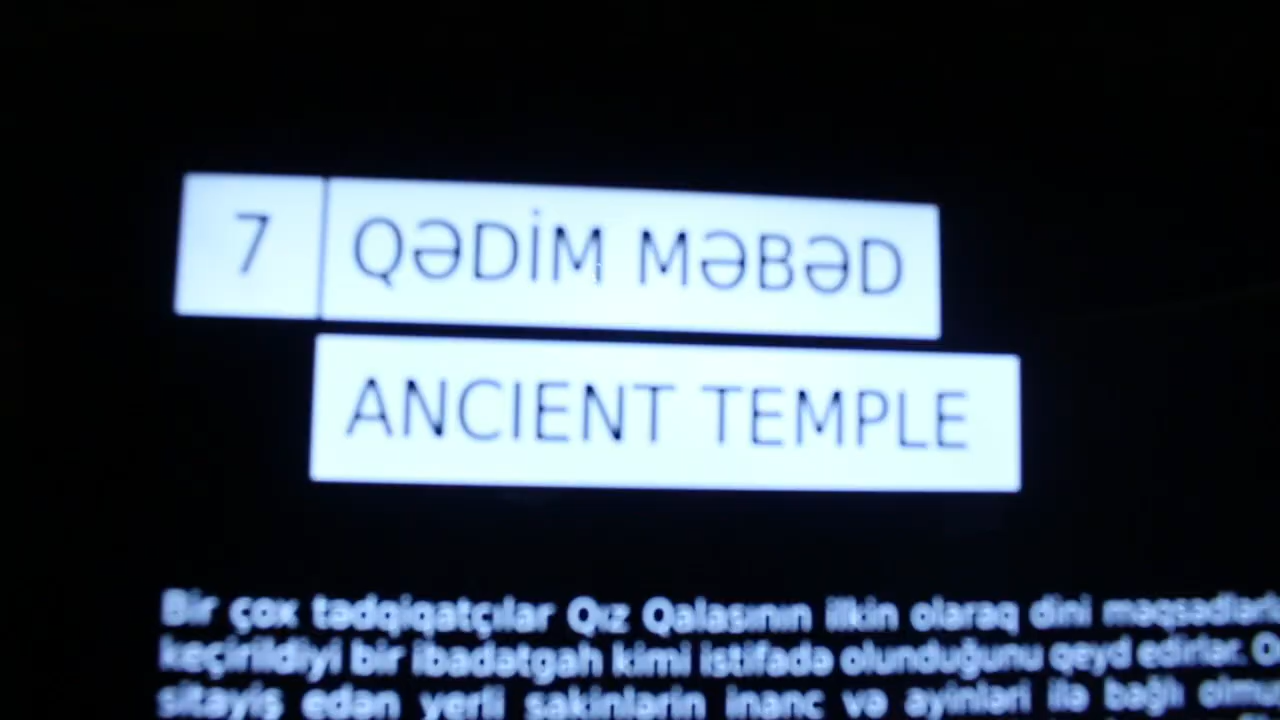 7 QƏDİM MƏBƏD
ANCIENT TEMPLE
Bir çox tədqiqatçılar Qız Qalasının ilkin olaraq dini
keçirildiyi bir ibadətgah kimi istifadə olunduğunu qeyd edirlər.
sitayiş edən yerli sakinlərin inanc və ayinləri ilə bağlı